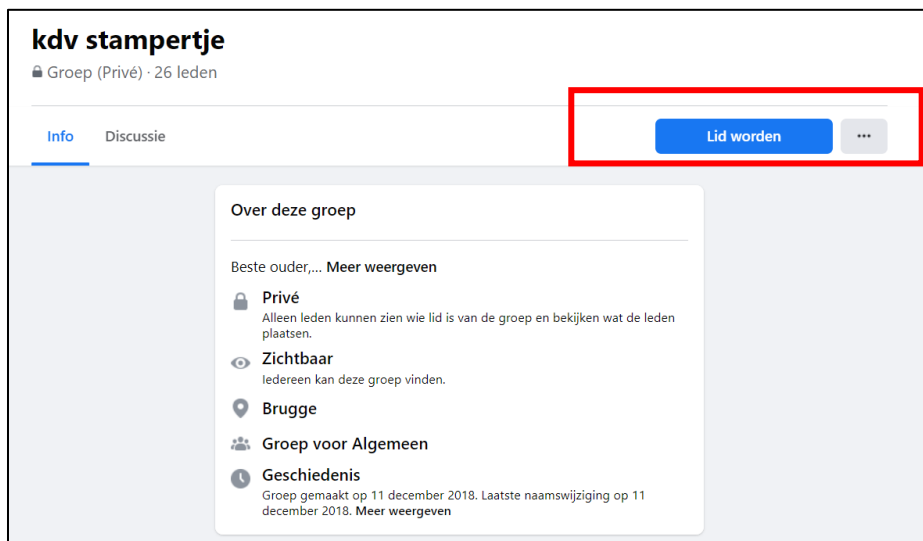 kdv stampertje
Groep (Privé) · 26 leden
Info Discussie
Lid worden
...
Over deze groep
Beste ouder,... Meer weergeven
Privé
Alleen leden kunnen zien wie lid is van de groep en bekijken wat de leden
plaatsen.
Zichtbaar
Iedereen kan deze groep vinden.
Brugge
Groep voor Algemeen
Geschiedenis
Groep gemaakt op 11 december 2018. Laatste naamswijziging op 11
december 2018. Meer weergeven